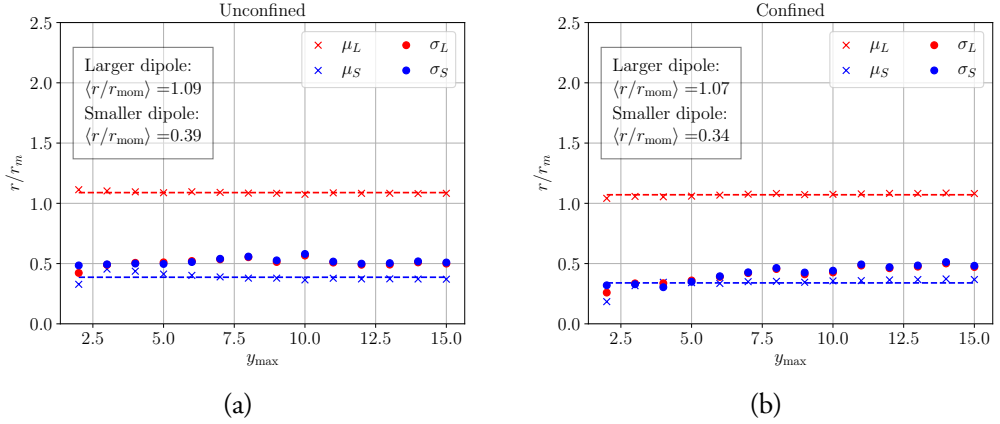 Unconfined
2.5
2.0
1.5
1.0
0.5
0.0
r/r_m
Larger dipole:
⟨r/r_mom⟩ =1.09
Smaller dipole:
⟨r/r_mom⟩ =0.39
μ_L σ_L
μ_S σ_S
2.5 5.0 7.5 10.0 12.5 15.0
y_max
(a)
Confined
2.5
2.0
1.5
1.0
0.5
0.0
r/r_m
Larger dipole:
⟨r/r_mom⟩ =1.07
Smaller dipole:
⟨r/r_mom⟩ =0.34
μ_L σ_L
μ_S σ_S
2.5 5.0 7.5 10.0 12.5 15.0
y_max
(b)